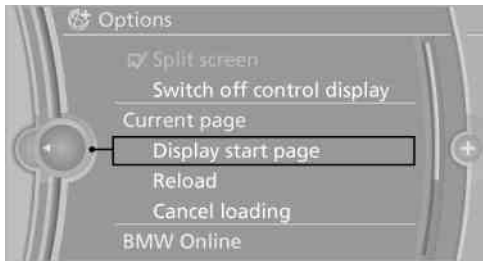 Options
Split screen
Switch off control display
Current page
Display start page
Reload
Cancel loading
BMW Online